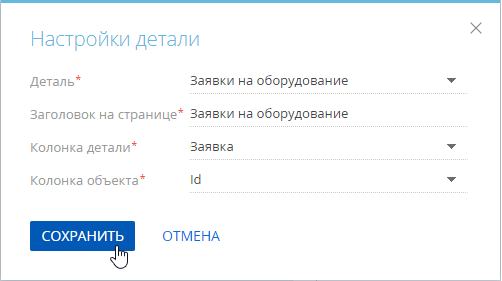 Настройки детали
Деталь* Заявки на оборудование
Заголовок на странице* Заявки на оборудование
Колонка детали* Заявка
Колонка объекта* Id
СОХРАНИТЬ ОТМЕНА